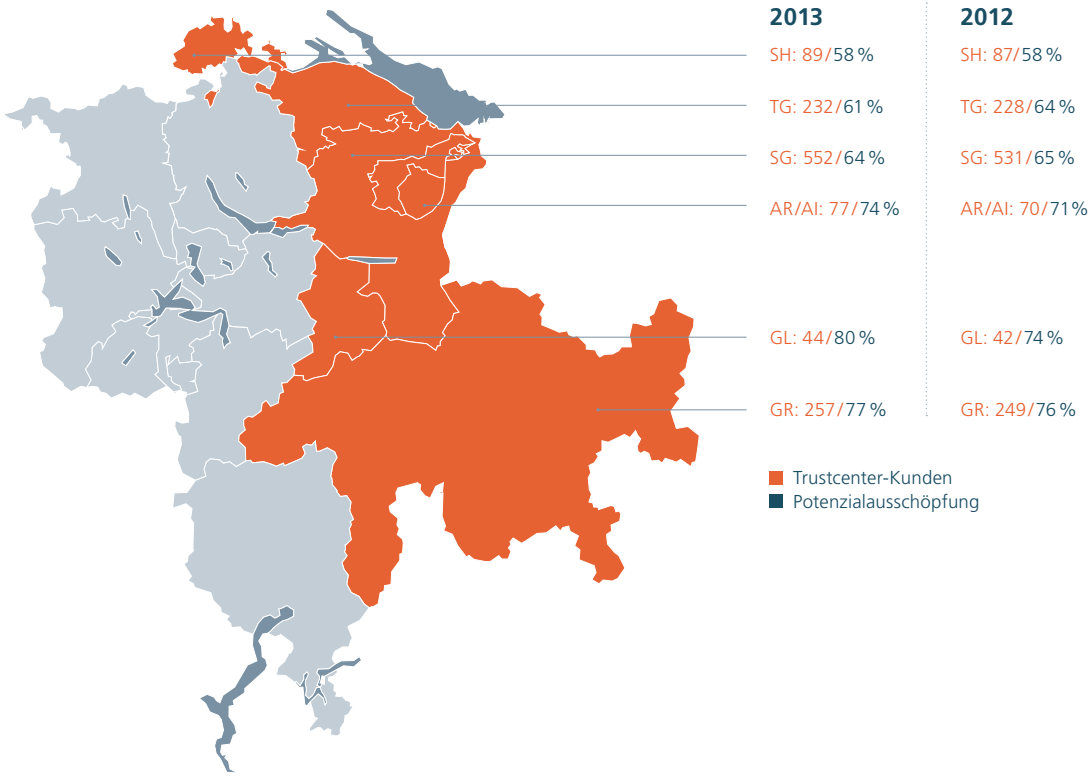 2013 2012
SH: 89/58 % SH: 87/58 %
TG: 232/61 % TG: 228/64 %
SG: 552/64 % SG: 531/65 %
AR/AI: 77/74 % AR/AI: 70/71%
GL: 44/80 % GL: 42/74 %
GR: 257/77 % GR: 249/76 %
Trustcenter-Kunden
Potenzialausschöpfung